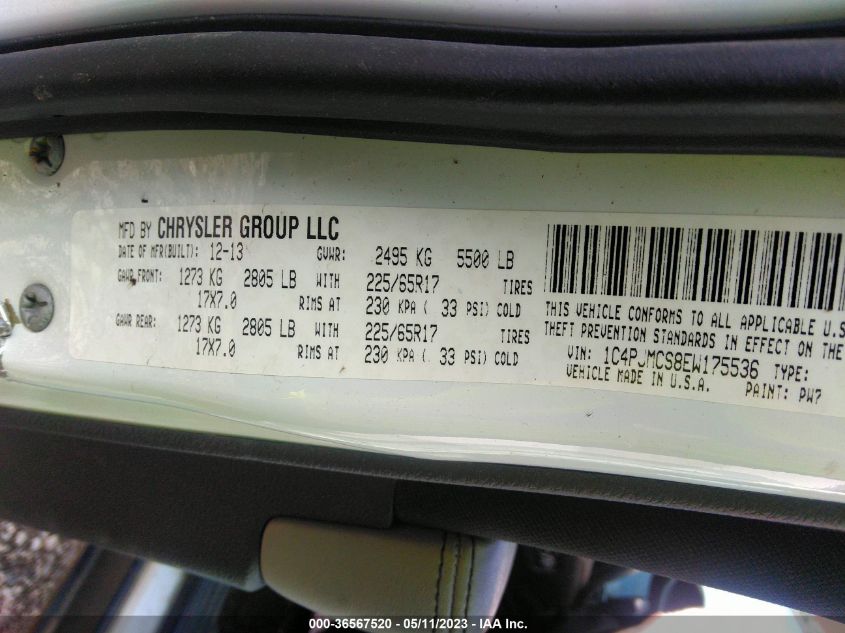 MFD BY CHRYSLER GROUP LLC
DATE OF MFR(BUILT): 12-13 GVWR: 2495 KG 5500 LB
GAWR FRONT: 1273 KG 2805 LB WITH 225/65R17 TIRES
17X7.0 RIMS AT 230 KPA ( 33 PSI) COLD
GAWR REAR: 1273 KG 2805 LB WITH 225/65R17 TIRES
17X7.0 RIMS AT 230 KPA ( 33 PSI) COLD
THIS VEHICLE CONFORMS TO ALL APPLICABLE U.S
THEFT PREVENTION STANDARDS IN EFFECT ON THE
VIN: 1C4PJMCS8EW175536 TYPE:
VEHICLE MADE IN U.S.A. PAINT: PW7
000-36567520 - 05/11/2023 - IAA Inc.